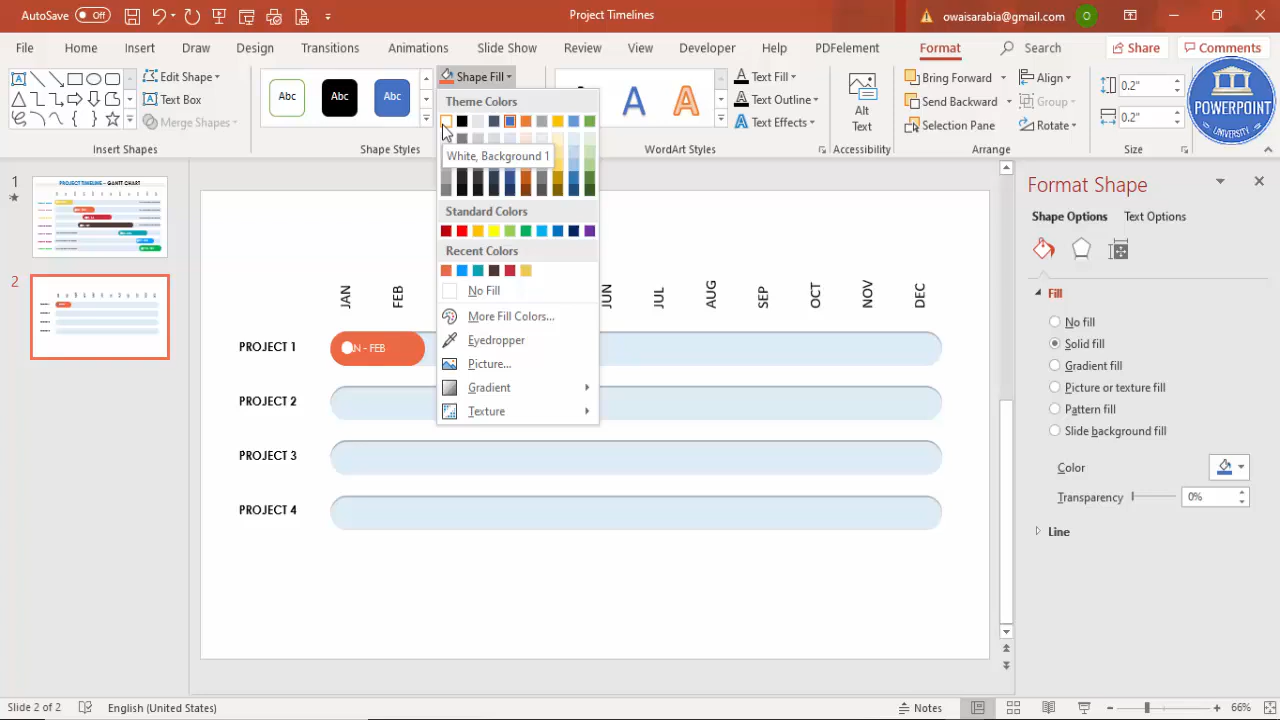 AutoSave Off Project Timelines owaisarabia@gmail.com O
File Home Insert Draw Design Transitions Animations Slide Show Review View Developer Help PDFelement Format Search Share Comments
Edit Shape
Text Box
Merge Shapes
Insert Shapes
Abc Abc Abc
Shape Fill
Shape Styles
A A
Text Fill
Text Outline
Text Effects
WordArt Styles
Alt
Text
Accessibility
Bring Forward
Send Backward
Selection Pane
Align
Group
Rotate
0.2"
0.2"
Size
POWERPOINT
UNIVERSITY
Theme Colors
White, Background 1
Standard Colors
Recent Colors
No Fill
More Fill Colors...
Eyedropper
Picture...
Gradient
Texture
1
PROJECT TIMELINE – GANTT CHART
2
JAN FEB JUN JUL AUG SEP OCT NOV DEC
PROJECT 1
N - FEB
PROJECT 2
PROJECT 3
PROJECT 4
Format Shape
Shape Options Text Options
Fill
No fill
Solid fill
Gradient fill
Picture or texture fill
Pattern fill
Slide background fill
Color
Transparency 0%
Line
Slide 2 of 2 English (United States) Notes 66%